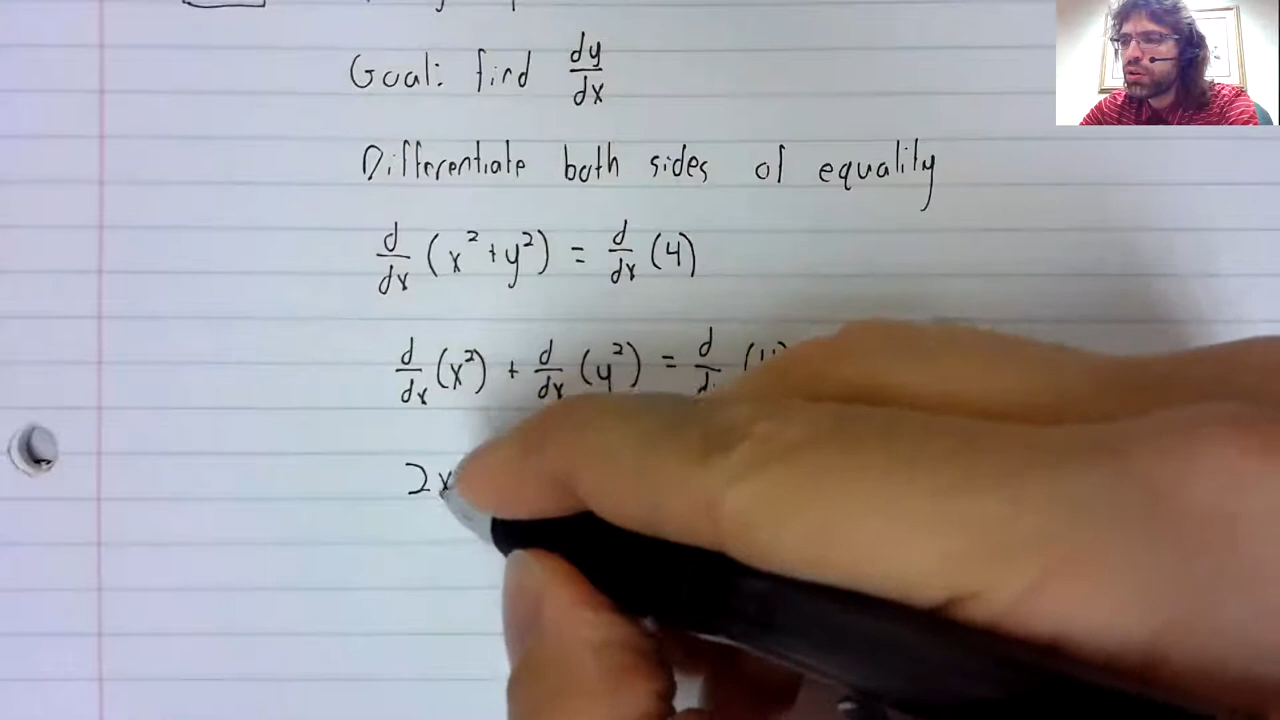 Goal: find dy/dx
Differentiate both sides of equality
d/dx (x² + y²) = d/dx (4)
d/dx (x²) + d/dx (y²) = d
2x